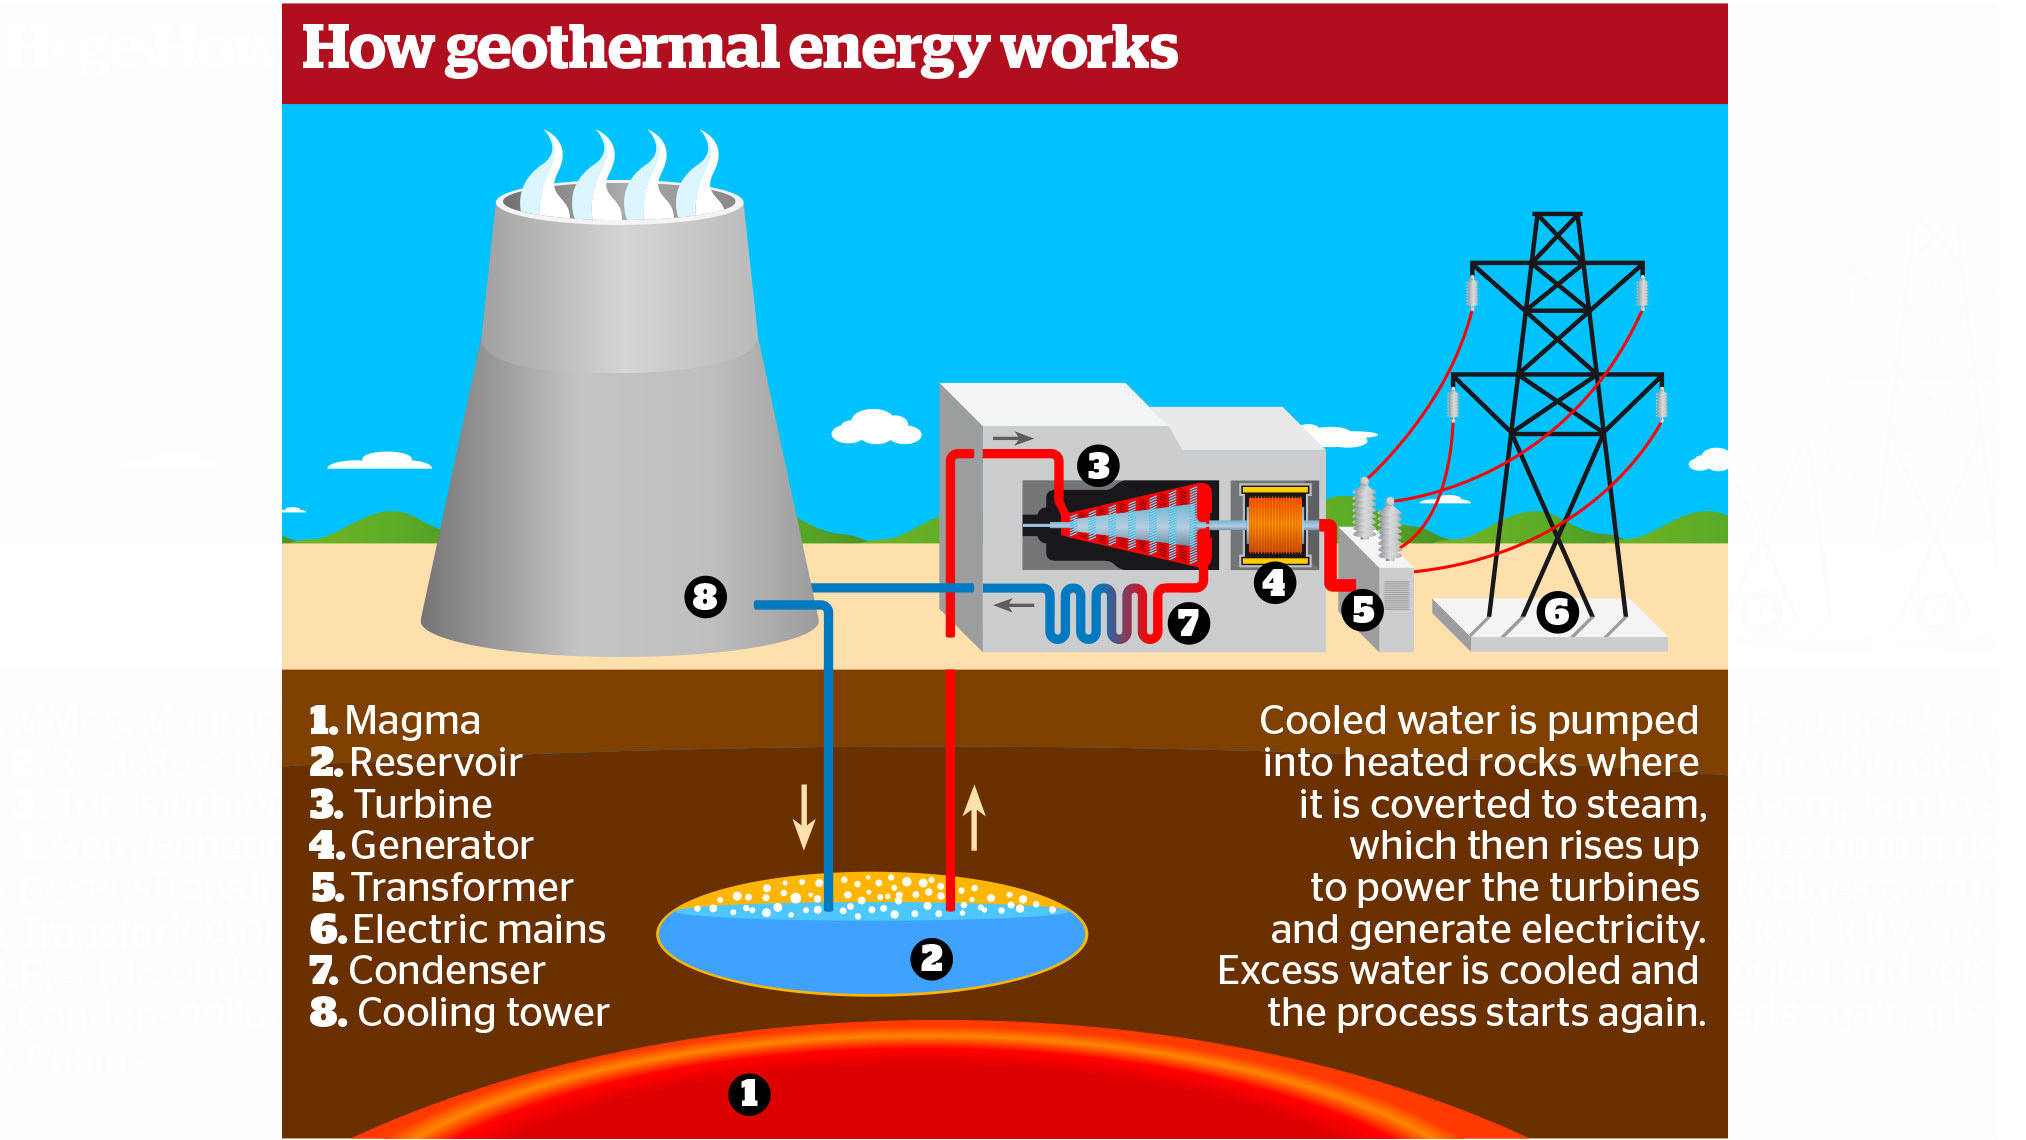 How geothermal energy works
3
8
4
7
5
6
1. Magma
2. Reservoir
3. Turbine
4. Generator
5. Transformer
6. Electric mains
7. Condenser
8. Cooling tower
Cooled water is pumped
into heated rocks where
it is coverted to steam,
which then rises up
to power the turbines
and generate electricity.
Excess water is cooled and
the process starts again.
2
1